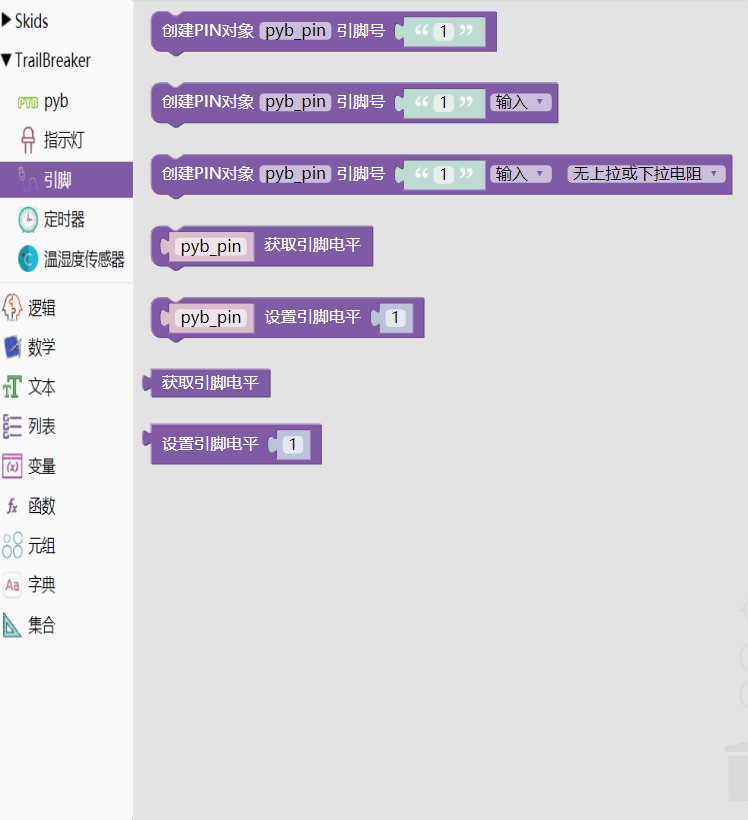 Skids
TrailBreaker
PYB pyb
指示灯
引脚
定时器
C 温湿度传感器
逻辑
数学
T 文本
列表
(x) 变量
fx 函数
元组
Aa 字典
集合
创建PIN对象 pyb_pin 引脚号 “ 1 ”
创建PIN对象 pyb_pin 引脚号 “ 1 ” 输入
创建PIN对象 pyb_pin 引脚号 “ 1 ” 输入 无上拉或下拉电阻
pyb_pin 获取引脚电平
pyb_pin 设置引脚电平 1
获取引脚电平
设置引脚电平 1